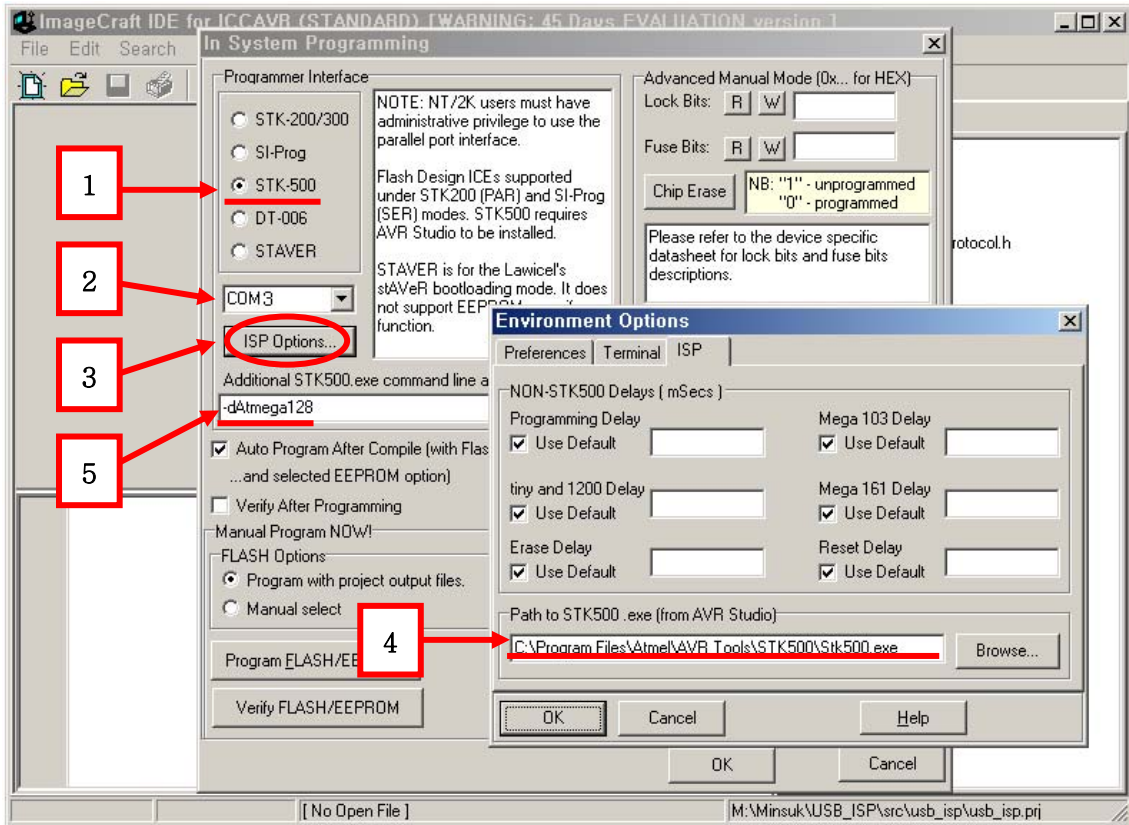 ImageCraft IDE for ICCAVR (STANDARD) [WARNING: 45 Days EVALUATION version ]
File Edit Search
In System Programming
Programmer Interface
STK-200/300
SI-Prog
STK-500
DT-006
STAVER
NOTE: NT/2K users must have
administrative privilege to use the
parallel port interface.
Flash Design ICEs supported
under STK200 (PAR) and SI-Prog
(SER) modes. STK500 requires
AVR Studio to be installed.
STAVER is for the Lawicel's
stAVeR bootloading mode. It does
not support
function.
Advanced Manual Mode (0x... for HEX)
Lock Bits: R W
Fuse Bits: R W
Chip Erase
NB: "1" - unprogrammed
"0" - programmed
Please refer to the device specific
datasheet for lock bits and fuse bits
descriptions.
rotocol.h
1
2
3
5
COM3
ISP Options...
Additional STK500.exe command line a
-dAtmega128
Auto Program After Compile (with Flas
...and selected EEPROM option)
Verify After Programming
Manual Program NOW!
FLASH Options
Program with project output files.
Manual select
Program FLASH/EE
Verify FLASH/EEPROM
Environment Options
Preferences Terminal ISP
NON-STK500 Delays ( mSecs )
Programming Delay
Use Default
Mega 103 Delay
Use Default
tiny and 1200 Delay
Use Default
Mega 161 Delay
Use Default
Erase Delay
Use Default
Reset Delay
Use Default
Path to STK500 .exe (from AVR Studio)
4
C:\Program Files\Atmel\AVR Tools\STK500\Stk500.exe
Browse...
OK Cancel Help
OK Cancel
[ No Open File ]
M:\Minsuk\USB_ISP\src\usb_isp\usb_isp.prj